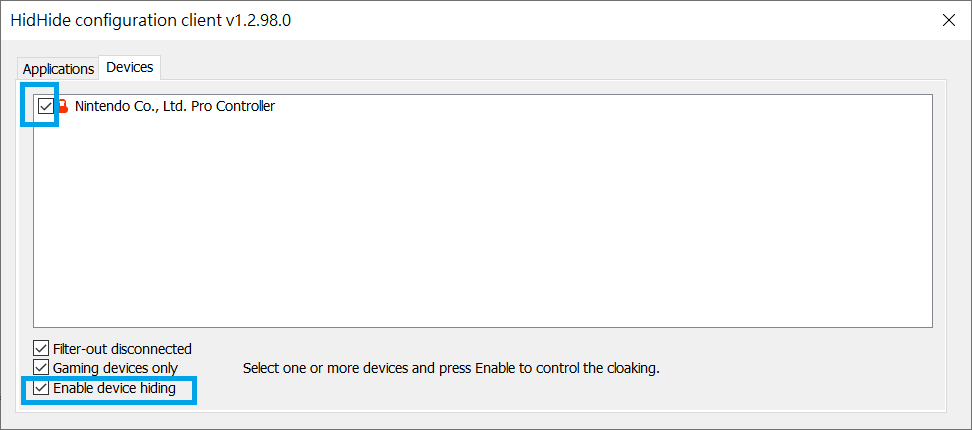 HidHide configuration client v1.2.98.0
Applications
Devices
Nintendo Co., Ltd. Pro Controller
Filter-out disconnected
Gaming devices only
Select one or more devices and press Enable to control the cloaking.
Enable device hiding